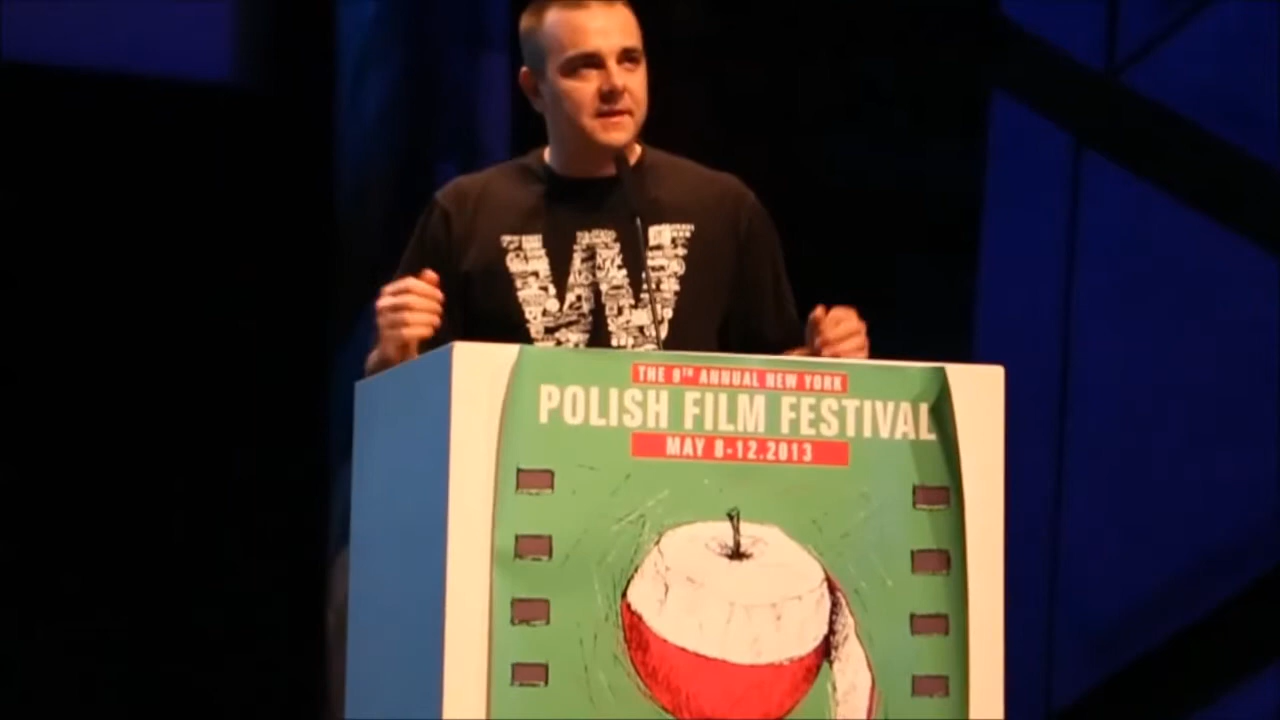 W
THE 8TH ANNUAL NEW YORK
POLISH FILM FESTIVAL
MAY 8-12.2013